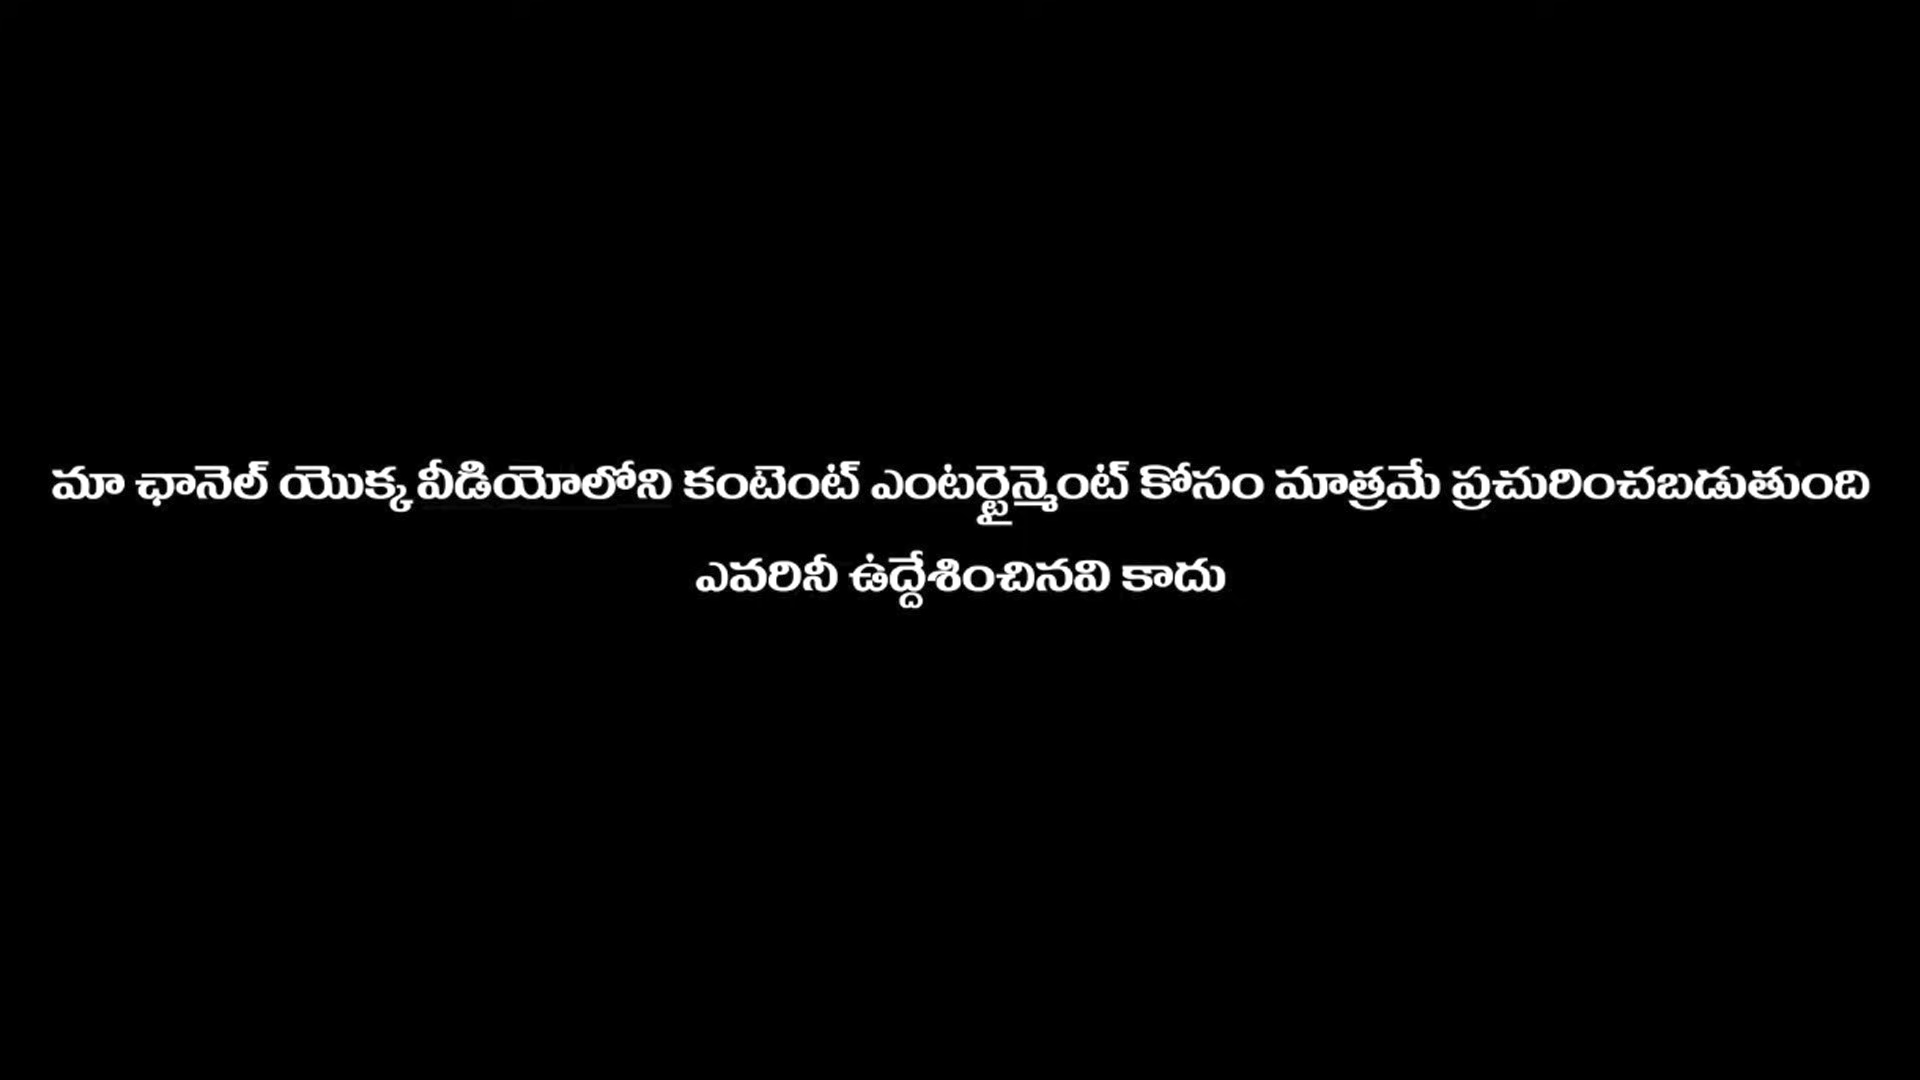 మా ఛానెల్ యొక్క వీడియోలోని కంటెంట్ ఎంటర్టైన్మెంట్ కోసం మాత్రమే ప్రచురించబడుతుంది
ఎవరినీ ఉద్దేశించినవి కాదు